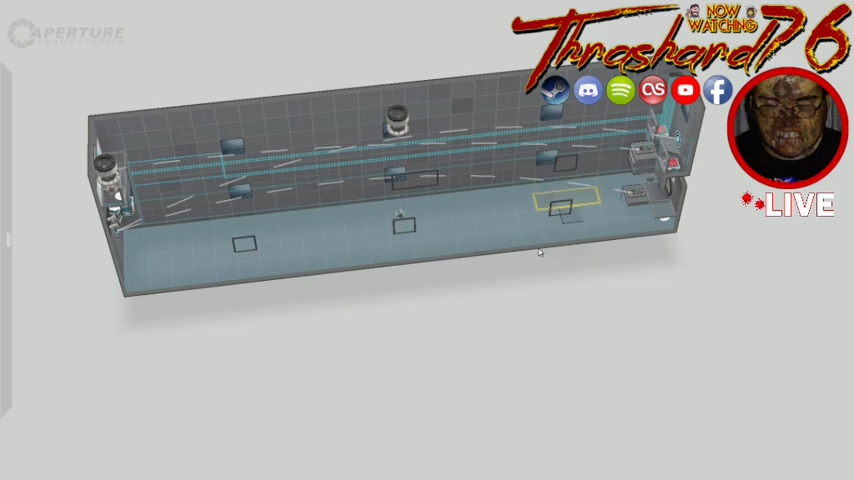 APERTURE
LABORATORIES
NOW
WATCHING
Thrashard76
LIVE